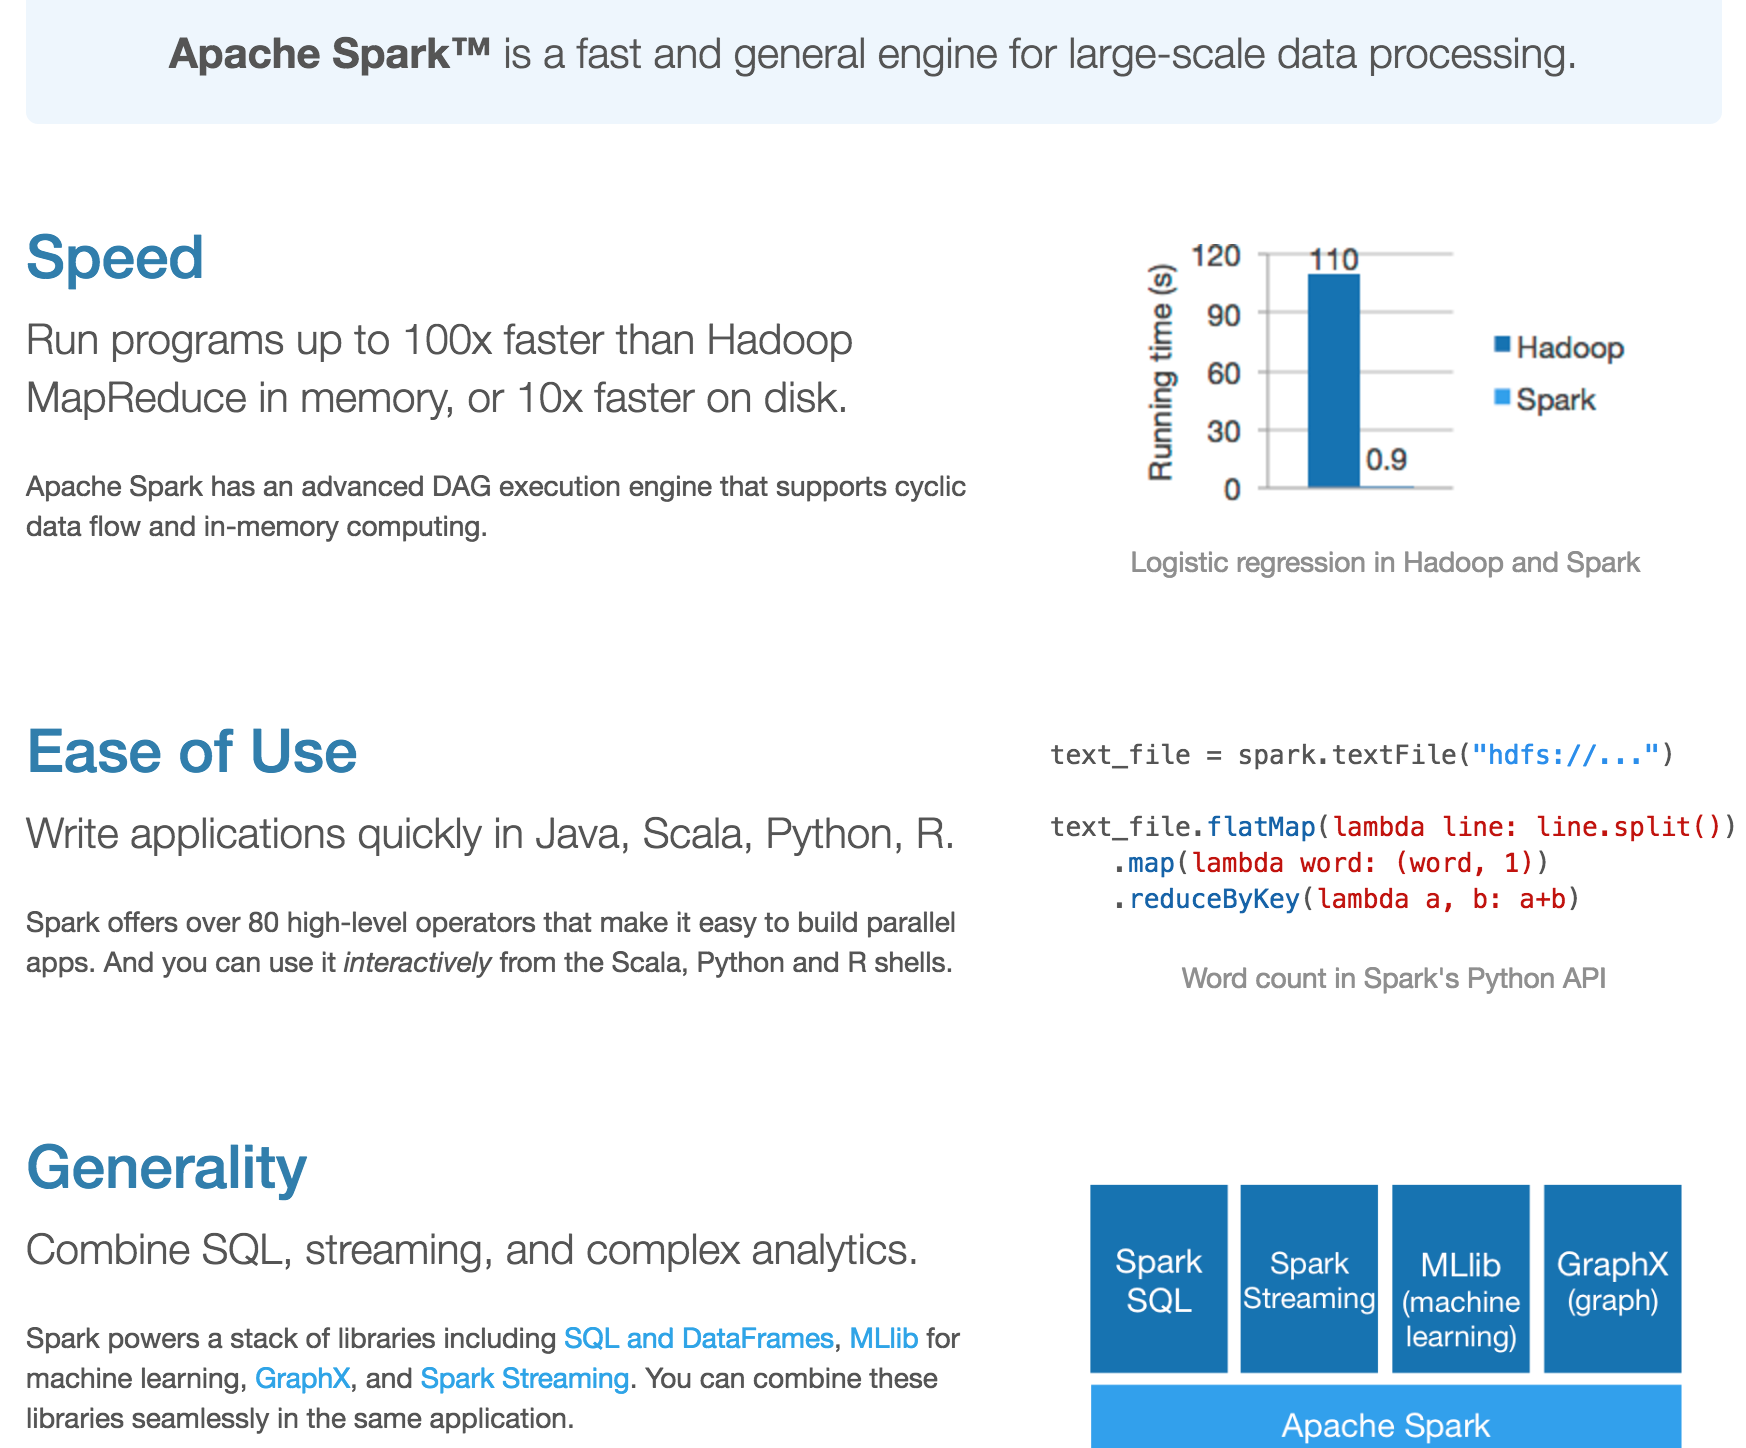 Apache Spark™ is a fast and general engine for large-scale data processing.
Speed
Run programs up to 100x faster than Hadoop
MapReduce in memory, or 10x faster on disk.
Apache Spark has an advanced DAG execution engine that supports cyclic
data flow and in-memory computing.
Running time (s)
120
90
60
30
0
110
0.9
Hadoop
Spark
Logistic regression in Hadoop and Spark
Ease of Use
Write applications quickly in Java, Scala, Python, R.
Spark offers over 80 high-level operators that make it easy to build parallel
apps. And you can use it interactively from the Scala, Python and R shells.
text_file = spark.textFile("hdfs://...")
text_file.flatMap(lambda line: line.split())
    .map(lambda word: (word, 1))
    .reduceByKey(lambda a, b: a+b)
Word count in Spark's Python API
Generality
Combine SQL, streaming, and complex analytics.
Spark powers a stack of libraries including SQL and DataFrames, MLlib for
machine learning, GraphX, and Spark Streaming. You can combine these
libraries seamlessly in the same application.
Spark
SQL
Spark
Streaming
MLlib
(machine
learning)
GraphX
(graph)
Apache Spark